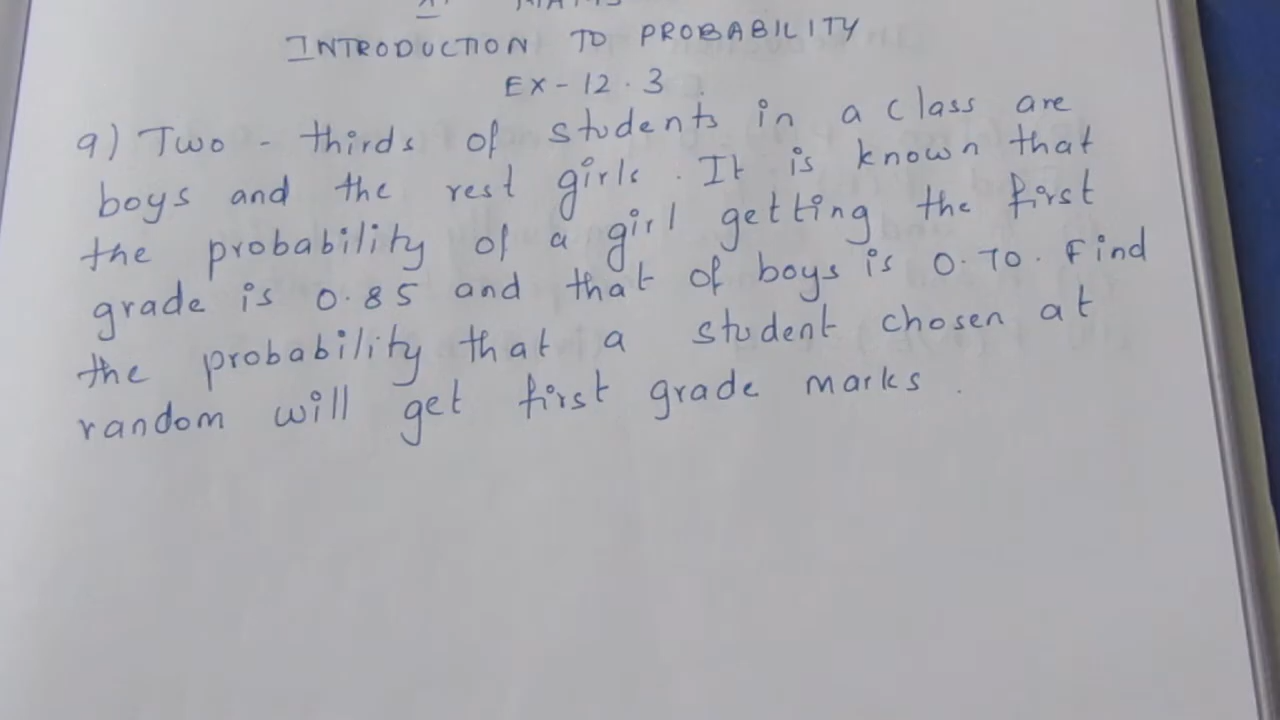 INTRODUCTION TO PROBABILITY
EX - 12.3
9) Two - thirds of students in a class are
boys and the rest girls. It is known that
the probability of a girl getting the first
grade is 0.85 and that of boys is 0.70. Find
the probability that a student chosen at
random will get first grade marks.